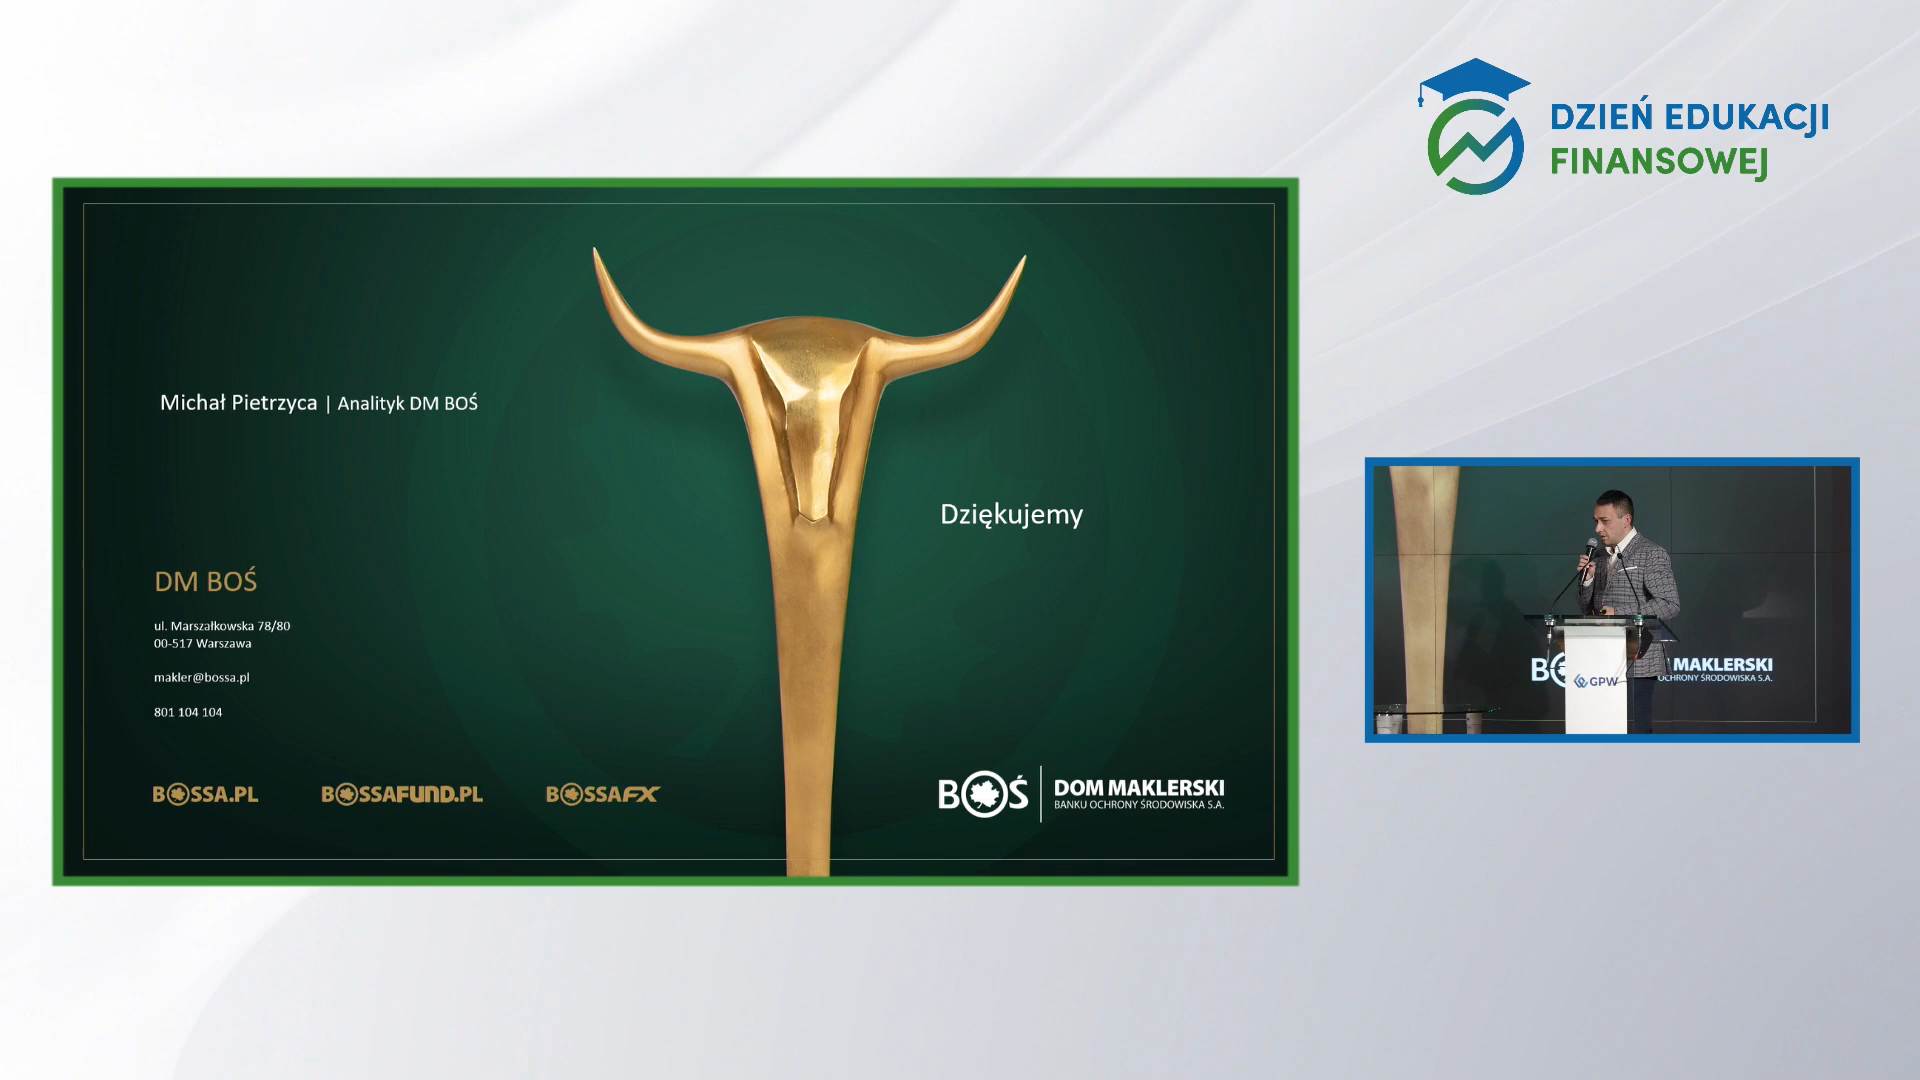 DZIEŃ EDUKACJI
FINANSOWEJ
Michał Pietrzyca | Analityk DM BOŚ
Dziękujemy
DM BOŚ
ul. Marszałkowska 78/80
00-517 Warszawa
makler@bossa.pl
801 104 104
BOSSA.PL
BOSSAFUND.PL
BOSSAFX
BOŚ
DOM MAKLERSKI
BANKU OCHRONY ŚRODOWISKA S.A.
MAKLERSKI
OCHRONY ŚRODOWISKA S.A.
GPW